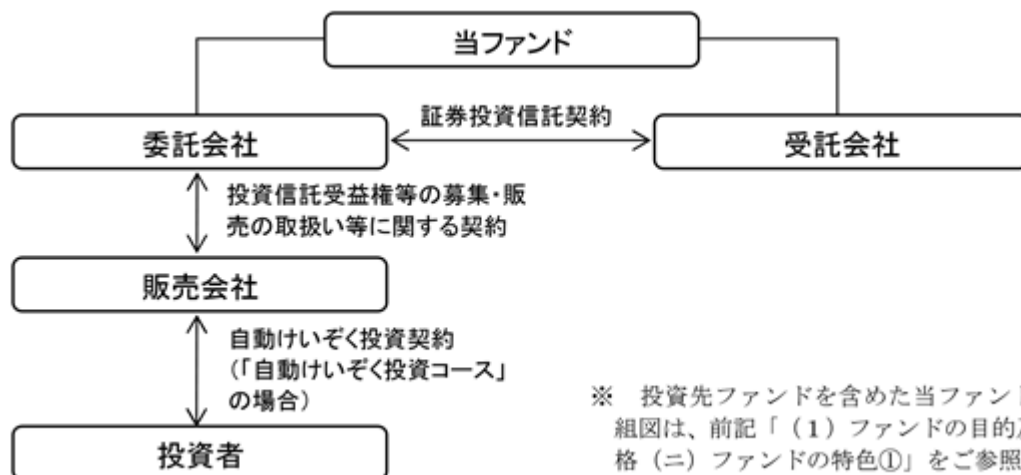 当ファンド
証券投資信託契約
委託会社
受託会社
投資信託受益権等の募集・販
売の取扱い等に関する契約
販売会社
自動けいぞく投資契約
(「自動けいぞく投資コース」
の場合)
投資者
※ 投資先ファンドを含めた当ファンド
組図は、前記「(1)ファンドの目的及
格(ニ)ファンドの特色①」をご参照